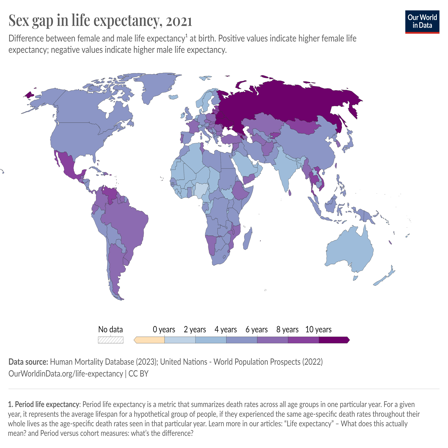 Sex gap in life expectancy, 2021
Our World
in Data
Difference between female and male life expectancy¹ at birth. Positive values indicate higher female life
expectancy; negative values indicate higher male life expectancy.
No data
0 years
2 years
4 years
6 years
8 years
10 years
Data source: Human Mortality Database (2023); United Nations - World Population Prospects (2022)
OurWorldinData.org/life-expectancy | CC BY
1. Period life expectancy: Period life expectancy is a metric that summarizes death rates across all age groups in one particular year. For a given
year, it represents the average lifespan for a hypothetical group of people, if they experienced the same age-specific death rates throughout their
whole lives as the age-specific death rates seen in that particular year. Learn more in our articles: "Life expectancy" – What does this actually
mean? and Period versus cohort measures: what's the difference?